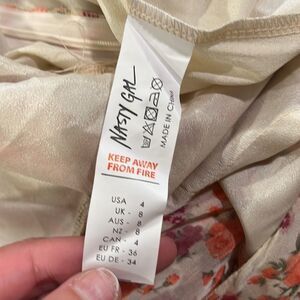 NASTY GAL
MADE IN CHINA
KEEP AWAY
FROM FIRE
USA 4
UK - 8
AUS - 8
NZ - 8
CAN - 4
EU FR - 36
EU DE - 34